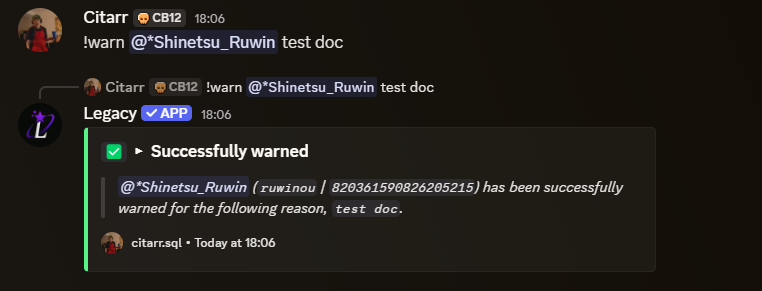 Citarr CB12 18:06
!warn @*Shinetsu_Ruwin test doc
Citarr CB12 !warn @*Shinetsu_Ruwin test doc
L
Legacy APP 18:06
Successfully warned
@*Shinetsu_Ruwin (ruwinou | 820361590826205215) has been successfully
warned for the following reason, test doc.
citarr.sql • Today at 18:06